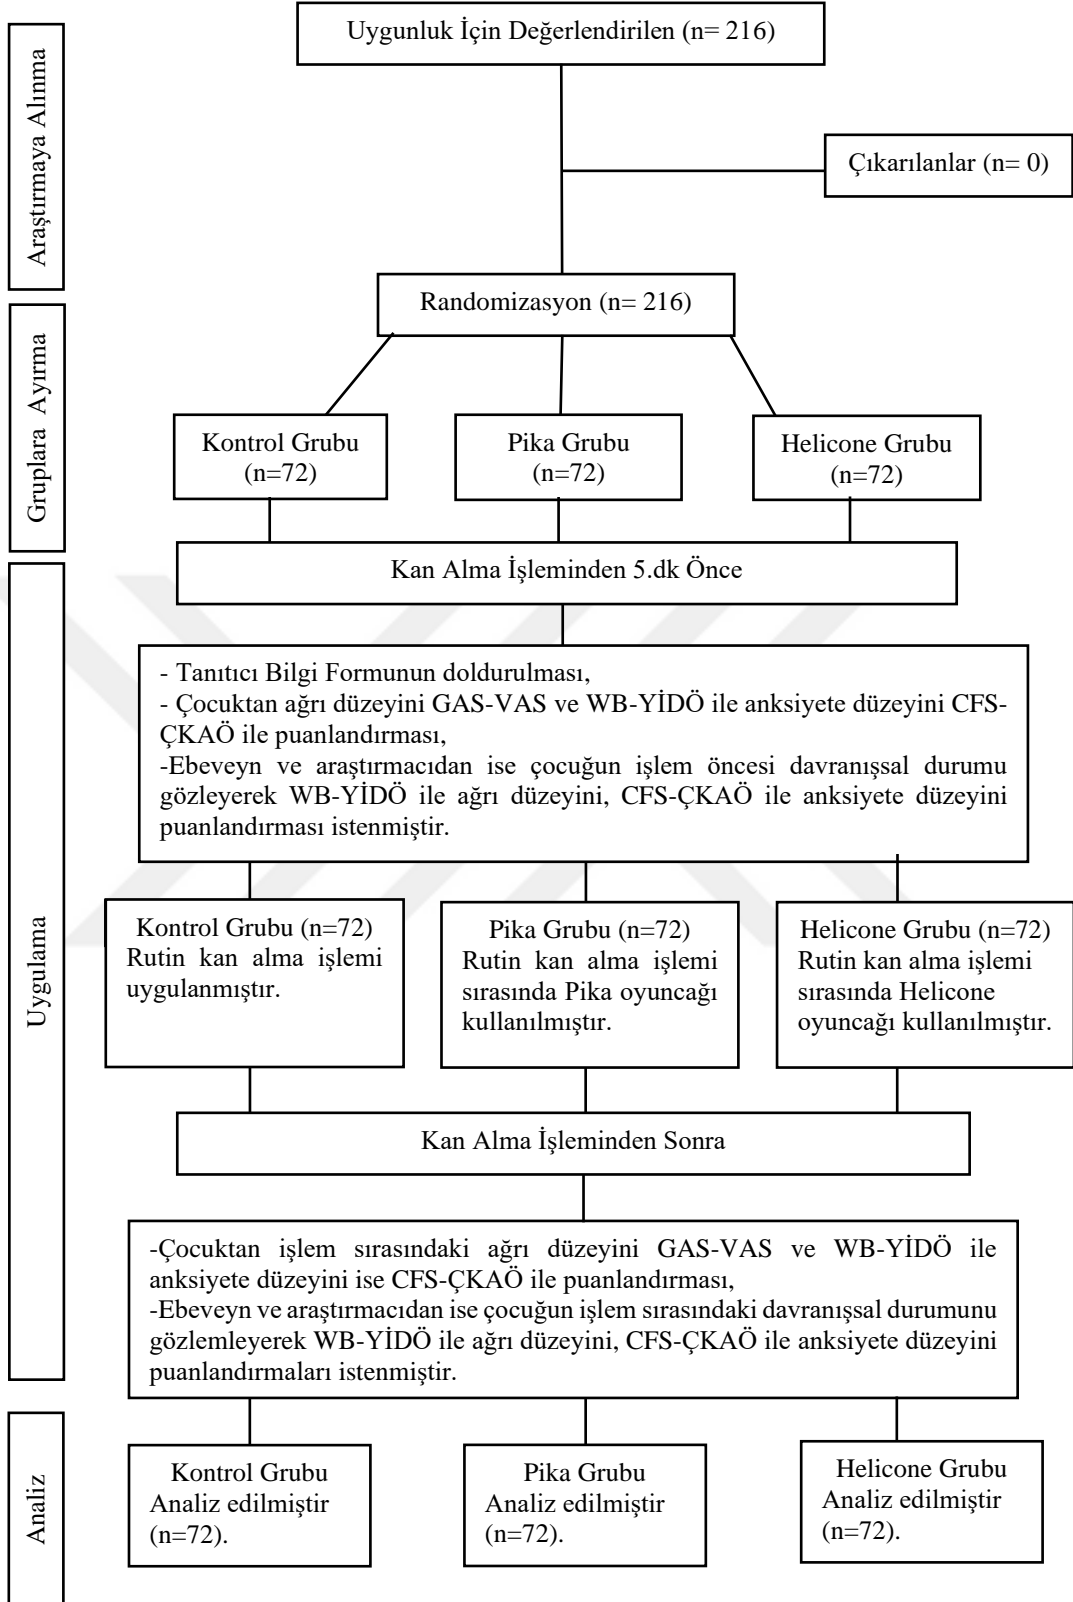 Araştırmaya Alınma
Uygunluk İçin Değerlendirilen (n= 216)
Çıkarılanlar (n= 0)
Randomizasyon (n= 216)
Gruplara Ayırma
Kontrol Grubu
(n=72)
Pika Grubu
(n=72)
Helicone Grubu
(n=72)
Uygulama
Kan Alma İşleminden 5.dk Önce
- Tanıtıcı Bilgi Formunun doldurulması,
- Çocuktan ağrı düzeyini GAS-VAS ve WB-YİDÖ ile anksiyete düzeyini CFS-
ÇKAÖ ile puanlandırması,
-Ebeveyn ve araştırmacıdan ise çocuğun işlem öncesi davranışsal durumu
gözleyerek WB-YİDÖ ile ağrı düzeyini, CFS-ÇKAÖ ile anksiyete düzeyini
puanlandırması istenmiştir.
Kontrol Grubu (n=72)
Rutin kan alma işlemi
uygulanmıştır.
Pika Grubu (n=72)
Rutin kan alma işlemi
sırasında Pika oyuncağı
kullanılmıştır.
Helicone Grubu (n=72)
Rutin kan alma işlemi
sırasında Helicone
oyuncağı kullanılmıştır.
Kan Alma İşleminden Sonra
-Çocuktan işlem sırasındaki ağrı düzeyini GAS-VAS ve WB-YİDÖ ile
anksiyete düzeyini ise CFS-ÇKAÖ ile puanlandırması,
-Ebeveyn ve araştırmacıdan ise çocuğun işlem sırasındaki davranışsal durumunu
gözlemleyerek WB-YİDÖ ile ağrı düzeyini, CFS-ÇKAÖ ile anksiyete düzeyini
puanlandırmaları istenmiştir.
Analiz
Kontrol Grubu
Analiz edilmiştir
(n=72).
Pika Grubu
Analiz edilmiştir
(n=72).
Helicone Grubu
Analiz edilmiştir
(n=72).